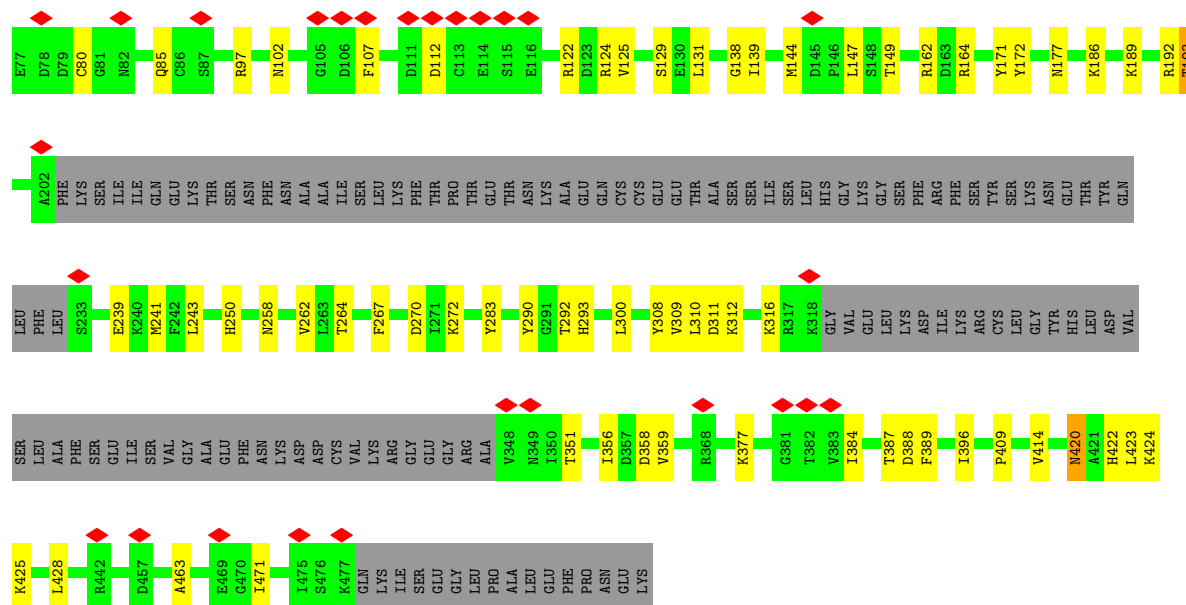 E77 D78 D79 C80 G81 N82 Q85 C86 S87 R97 N102 G105 D106 F107 D111 D112 C113 E114 S115 E116 R122 D123 R124 V125 S129 E130 L131 G138 I139 M144 D145 P146 L147 S148 T149 R162 D163 R164 Y171 Y172 N177 K186 K189 R192 T193
A202 PHE LYS SER ILE ILE GLN GLU LYS THR SER ASN PHE ASN ALA ALA ILE SER LEU LYS PHE THR PRO THR GLU THR ASN LYS ALA GLU GLN CYS CYS GLU GLU THR ALA SER SER ILE SER LEU HIS GLY LYS GLY SER PHE ARG PHE SER TYR SER LYS ASN GLU THR TYR GLN
LEU PHE LEU S233 E239 K240 M241 F242 L243 H250 N258 V262 L263 T264 F267 D270 I271 K272 Y283 Y290 G291 T292 H293 L300 Y308 V309 L310 D311 K312 K316 R317 K318 GLY VAL GLU LEU LYS ASP ILE LYS ARG CYS LEU GLY TYR HIS LEU ASP VAL
SER LEU ALA PHE SER GLU ILE SER VAL GLY ALA GLU PHE ASN LYS ASP ASP CYS VAL LYS ARG GLY GLU GLY ARG ALA V348 N349 I350 T351 I356 D357 D358 V359 R368 K377 G381 T382 V383 I384 T387 D388 F389 I396 P409 V414 N420 A421 H422 L423 K424
K425 L428 R442 D457 A463 E469 G470 I471 I475 S476 K477 GLN LYS ILE SER GLU GLY LEU PRO ALA LEU GLU PHE PRO ASN GLU LYS